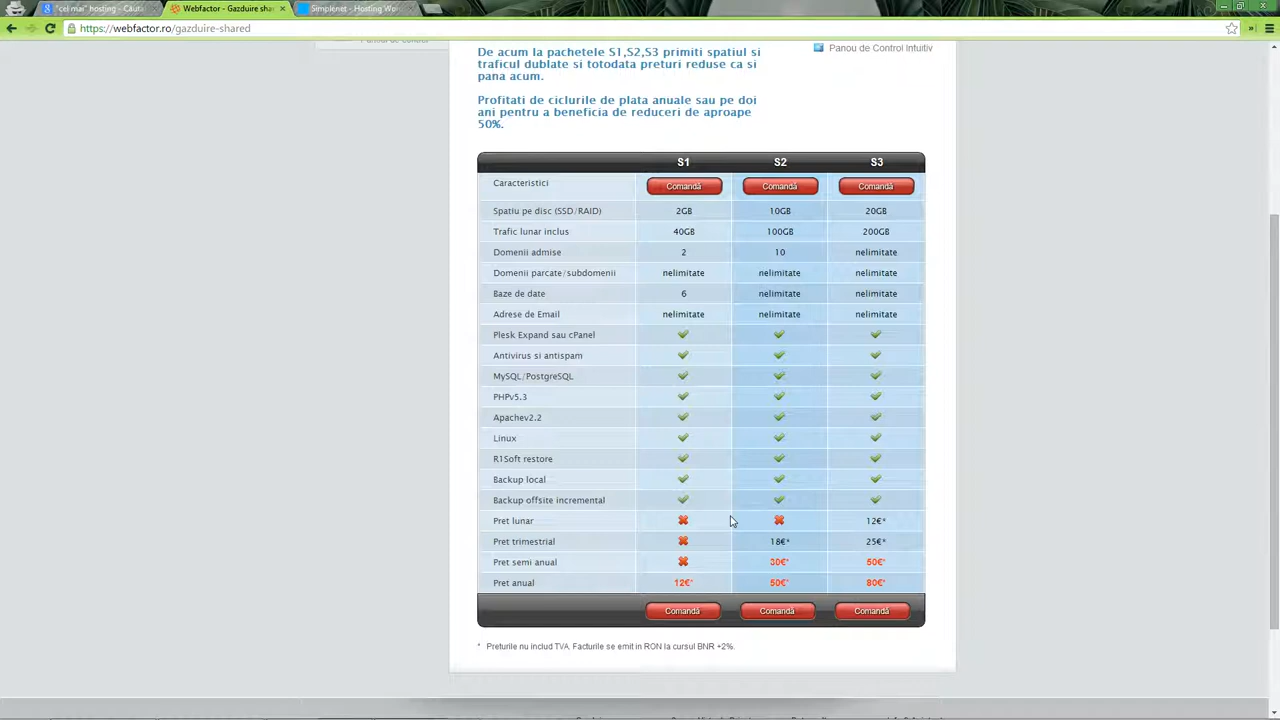 "cel mai" hosting - Căuta
Webfactor - Gazduire sha
Simplenet - Hosting Wor
https://webfactor.ro/gazduire-shared
De acum la pachetele S1,S2,S3 primiti spatiul si
traficul dublate si totodata preturi reduse ca si
pana acum.
Panou de Control Intuitiv
Profitati de ciclurile de plata anuale sau pe doi
ani pentru a beneficia de reduceri de aproape
50%.
S1 S2 S3
Caracteristici Comandă Comandă Comandă
Spatiu pe disc (SSD/RAID) 2GB 10GB 20GB
Trafic lunar inclus 40GB 100GB 200GB
Domenii admise 2 10 nelimitate
Domenii parcate/subdomenii nelimitate nelimitate nelimitate
Baze de date 6 nelimitate nelimitate
Adrese de Email nelimitate nelimitate nelimitate
Plesk Expand sau cPanel
Antivirus si antispam
MySQL/PostgreSQL
PHPv5.3
Apachev2.2
Linux
R1Soft restore
Backup local
Backup offsite incremental
Pret lunar 12€*
Pret trimestrial 18€* 25€*
Pret semi anual 30€* 50€*
Pret anual 12€* 50€* 80€*
Comandă Comandă Comandă
* Preturile nu includ TVA. Facturile se emit in RON la cursul BNR +2%.